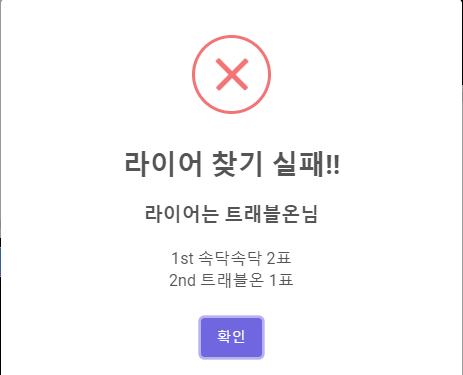 라이어 찾기 실패!!
라이어는 트래블온님
1st 속닥속닥 2표
2nd 트래블온 1표
확인